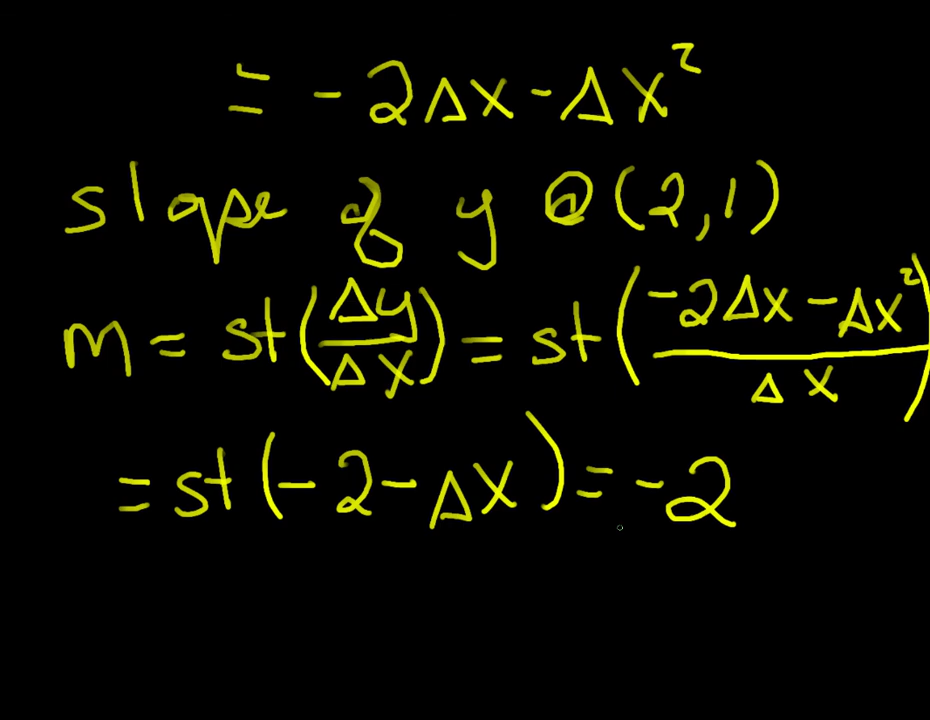 = -2Δx - Δx²
slope of y @ (2,1)
m = st(Δy/Δx) = st((-2Δx - Δx²)/Δx)
= st(-2 - Δx) = -2